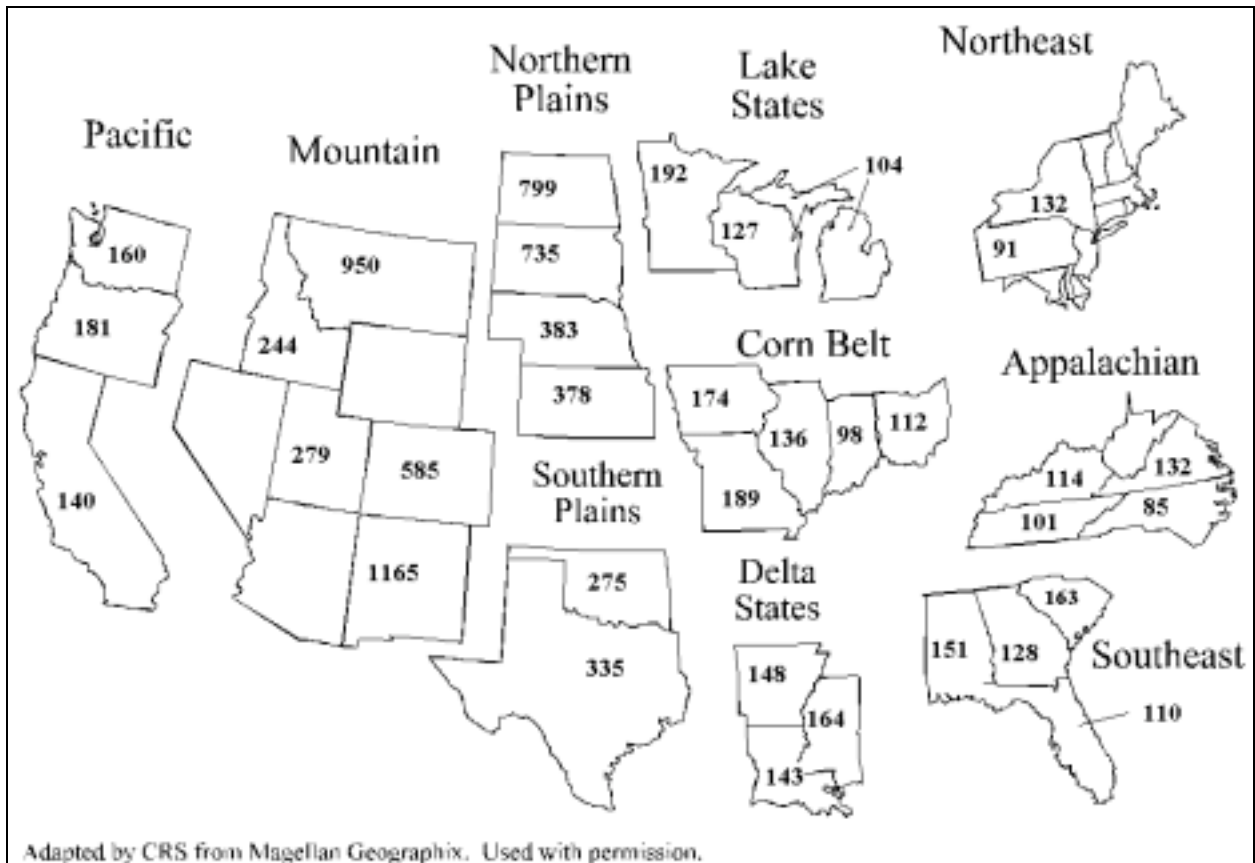 Pacific
160
181
140
Mountain
950
244
279
585
1165
Northern
Plains
799
735
383
378
Southern
Plains
275
335
Lake
States
192
127
104
Corn Belt
174
136
98
112
189
Delta
States
148
164
143
Northeast
132
91
Appalachian
114
132
101
85
Southeast
163
151
128
110
Adapted by CRS from Magellan Geographix. Used with permission.